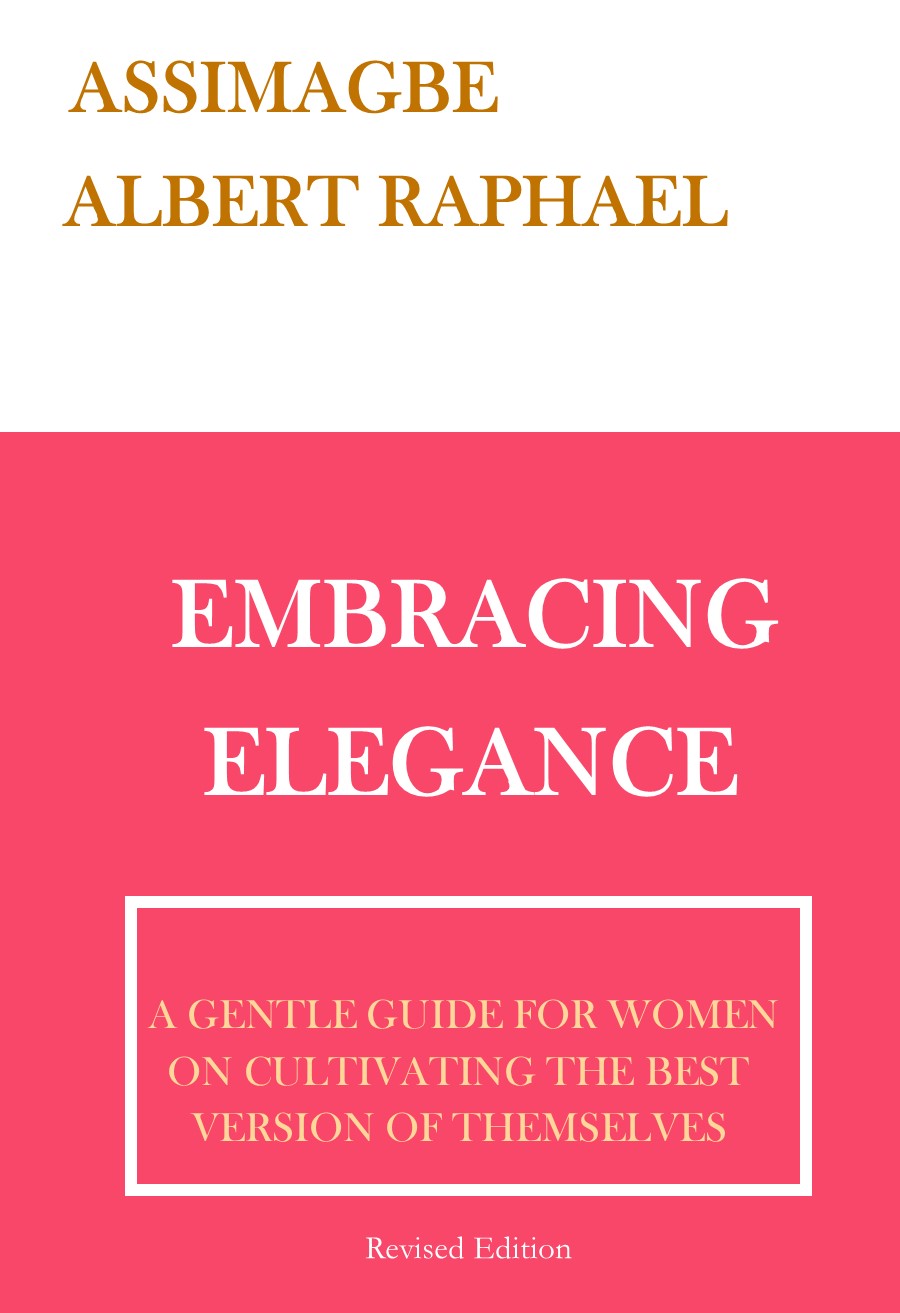 ASSIMAGBE
ALBERT RAPHAEL
EMBRACING
ELEGANCE
A GENTLE GUIDE FOR WOMEN
ON CULTIVATING THE BEST
VERSION OF THEMSELVES
Revised Edition